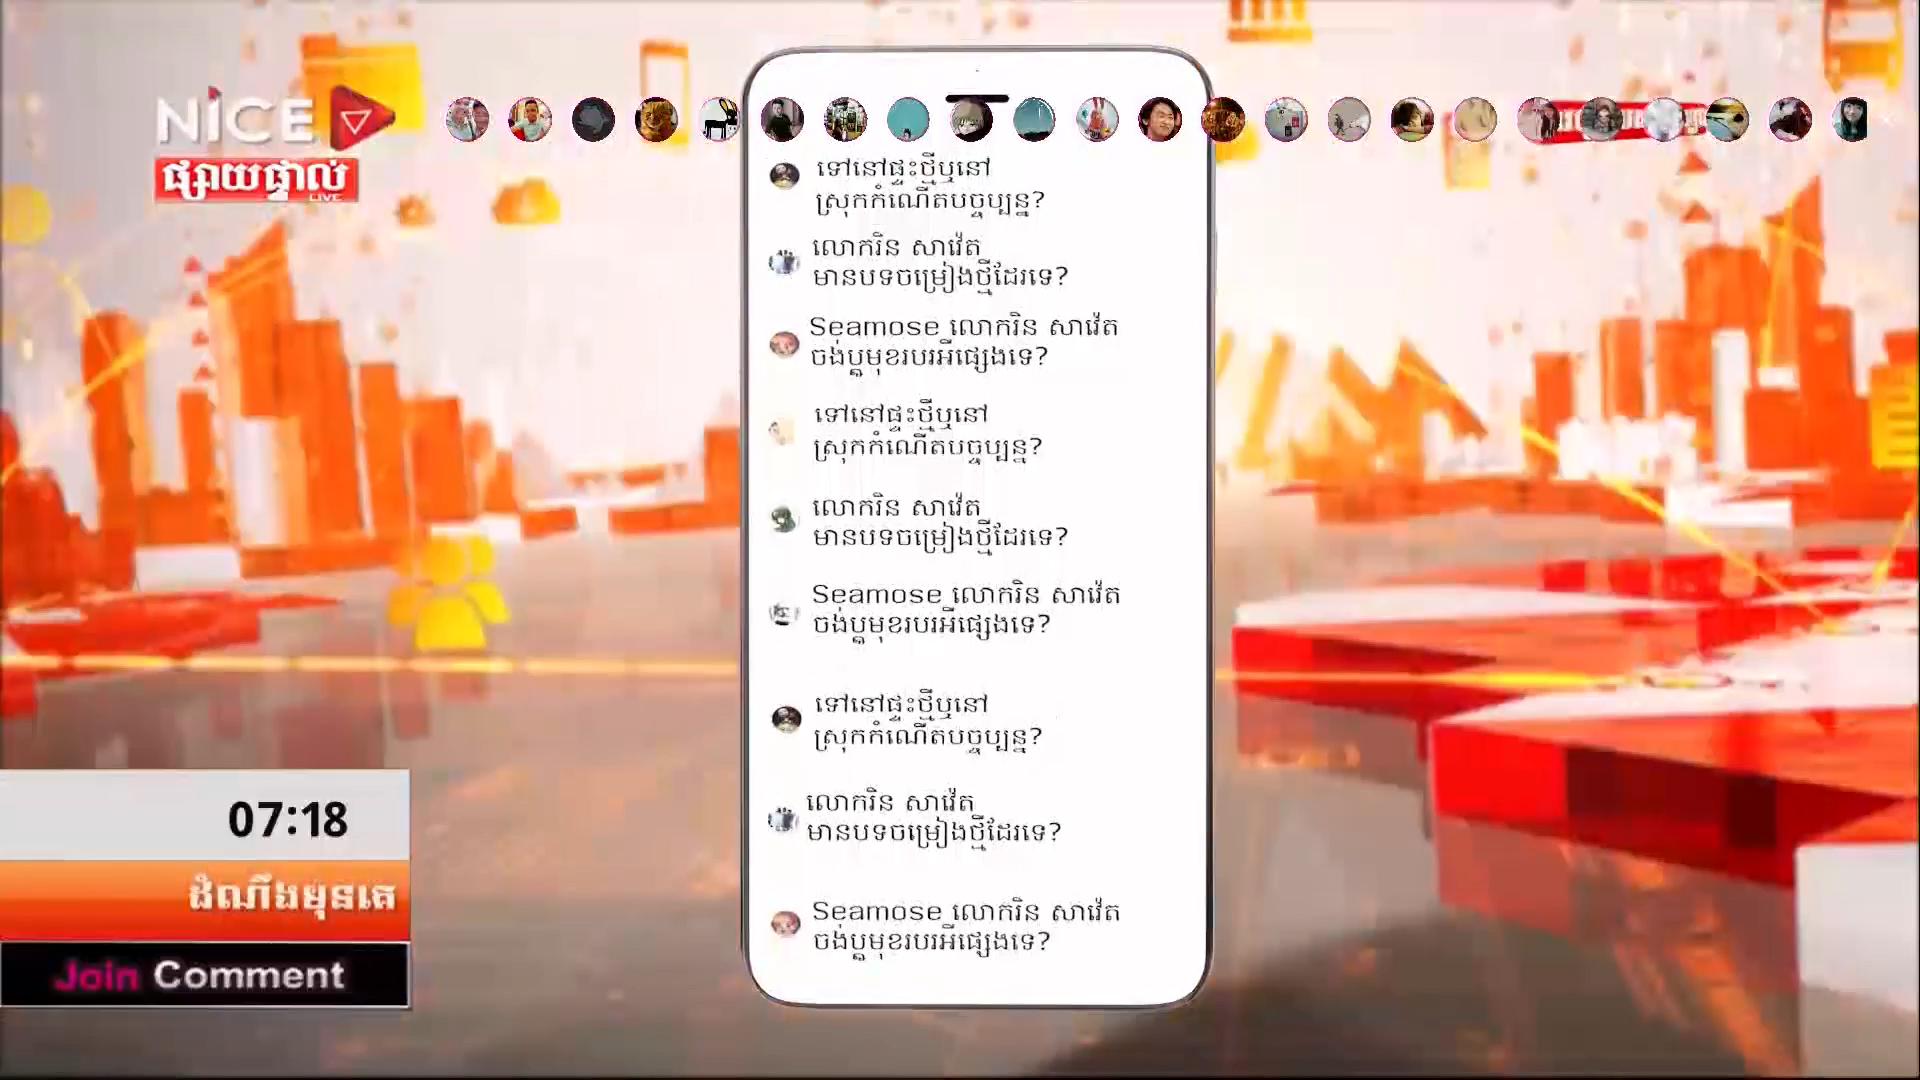 NICE
ផ្សាយផ្ទាល់
LIVE
ទៅនៅផ្ទះថ្មីឬនៅ
ស្រុកកំណើតបច្ចុប្បន្ន?
លោករិន សាវ៉េត
មានបទចម្រៀងថ្មីដែរទេ?
Seamose លោករិន សាវ៉េត
ចង់ប្តូមុខរបរអីផ្សេងទេ?
ទៅនៅផ្ទះថ្មីឬនៅ
ស្រុកកំណើតបច្ចុប្បន្ន?
លោករិន សាវ៉េត
មានបទចម្រៀងថ្មីដែរទេ?
Seamose លោករិន សាវ៉េត
ចង់ប្តូមុខរបរអីផ្សេងទេ?
ទៅនៅផ្ទះថ្មីឬនៅ
ស្រុកកំណើតបច្ចុប្បន្ន?
លោករិន សាវ៉េត
មានបទចម្រៀងថ្មីដែរទេ?
Seamose លោករិន សាវ៉េត
ចង់ប្តូមុខរបរអីផ្សេងទេ?
07:18
ដំណឹងមុនគេ
Join Comment